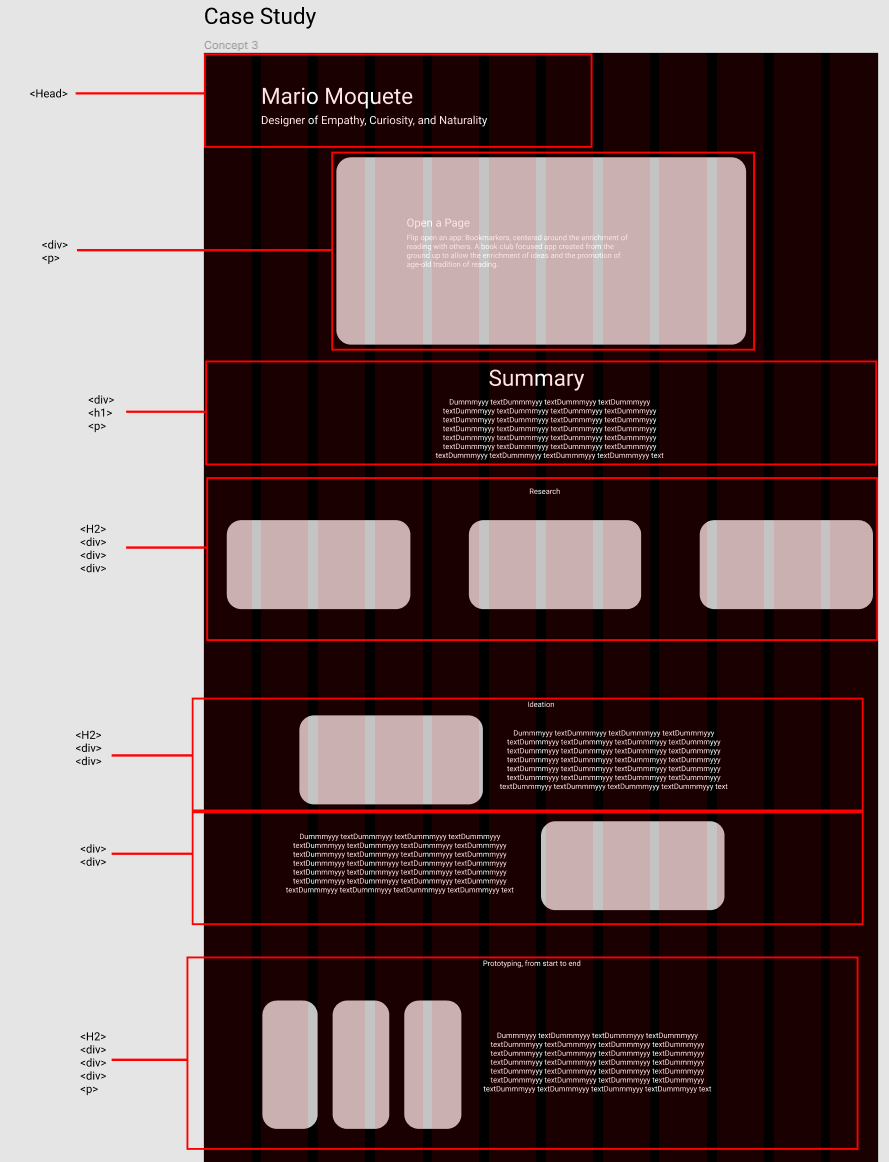 Case Study
Concept 3
<Head>
Mario Moquete
Designer of Empathy, Curiosity, and Naturality
<div>
<p>
Open a Page
Flip open an app: Bookmarkers, centered around the enrichment of
reading with others. A book club focused app created from the
ground up to allow the enrichment of ideas and the promotion of
age-old tradition of reading.
<div>
<h1>
<p>
Summary
Dummmyyy textDummmyyy textDummmyyy textDummmyyy
textDummmyyy textDummmyyy textDummmyyy textDummmyyy
textDummmyyy textDummmyyy textDummmyyy textDummmyyy
textDummmyyy textDummmyyy textDummmyyy textDummmyyy
textDummmyyy textDummmyyy textDummmyyy textDummmyyy
textDummmyyy textDummmyyy textDummmyyy textDummmyyy
textDummmyyy textDummmyyy textDummmyyy textDummmyyy text
<H2>
<div>
<div>
<div>
Research
<H2>
<div>
<div>
Ideation
Dummmyyy textDummmyyy textDummmyyy textDummmyyy
textDummmyyy textDummmyyy textDummmyyy textDummmyyy
textDummmyyy textDummmyyy textDummmyyy textDummmyyy
textDummmyyy textDummmyyy textDummmyyy textDummmyyy
textDummmyyy textDummmyyy textDummmyyy textDummmyyy
textDummmyyy textDummmyyy textDummmyyy textDummmyyy
textDummmyyy textDummmyyy textDummmyyy textDummmyyy text
<div>
<div>
Dummmyyy textDummmyyy textDummmyyy textDummmyyy
textDummmyyy textDummmyyy textDummmyyy textDummmyyy
textDummmyyy textDummmyyy textDummmyyy textDummmyyy
textDummmyyy textDummmyyy textDummmyyy textDummmyyy
textDummmyyy textDummmyyy textDummmyyy textDummmyyy
textDummmyyy textDummmyyy textDummmyyy textDummmyyy
textDummmyyy textDummmyyy textDummmyyy textDummmyyy text
<H2>
<div>
<div>
<div>
<p>
Prototyping, from start to end
Dummmyyy textDummmyyy textDummmyyy textDummmyyy
textDummmyyy textDummmyyy textDummmyyy textDummmyyy
textDummmyyy textDummmyyy textDummmyyy textDummmyyy
textDummmyyy textDummmyyy textDummmyyy textDummmyyy
textDummmyyy textDummmyyy textDummmyyy textDummmyyy
textDummmyyy textDummmyyy textDummmyyy textDummmyyy
textDummmyyy textDummmyyy textDummmyyy textDummmyyy text